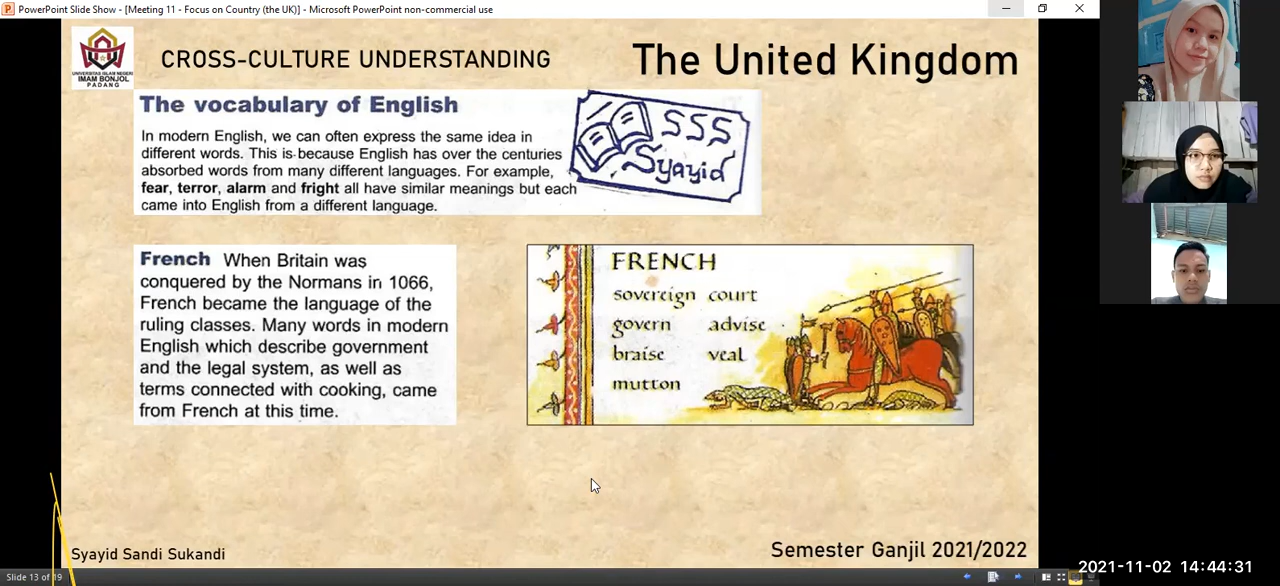 PowerPoint Slide Show - [Meeting 11 - Focus on Country (the UK)] - Microsoft PowerPoint non-commercial use
UNIVERSITAS ISLAM NEGERI
IMAM BONJOL
PADANG
CROSS-CULTURE UNDERSTANDING
The United Kingdom
The vocabulary of English
In modern English, we can often express the same idea in
different words. This is because English has over the centuries
absorbed words from many different languages. For example,
fear, terror, alarm and fright all have similar meanings but each
came into English from a different language.
SSS
Syayid
French When Britain was
conquered by the Normans in 1066,
French became the language of the
ruling classes. Many words in modern
English which describe government
and the legal system, as well as
terms connected with cooking, came
from French at this time.
FRENCH
sovereign court
govern advise
braise veal
mutton
Syayid Sandi Sukandi
Semester Ganjil 2021/2022
Slide 13 of 19
2021-11-02 14:44:31